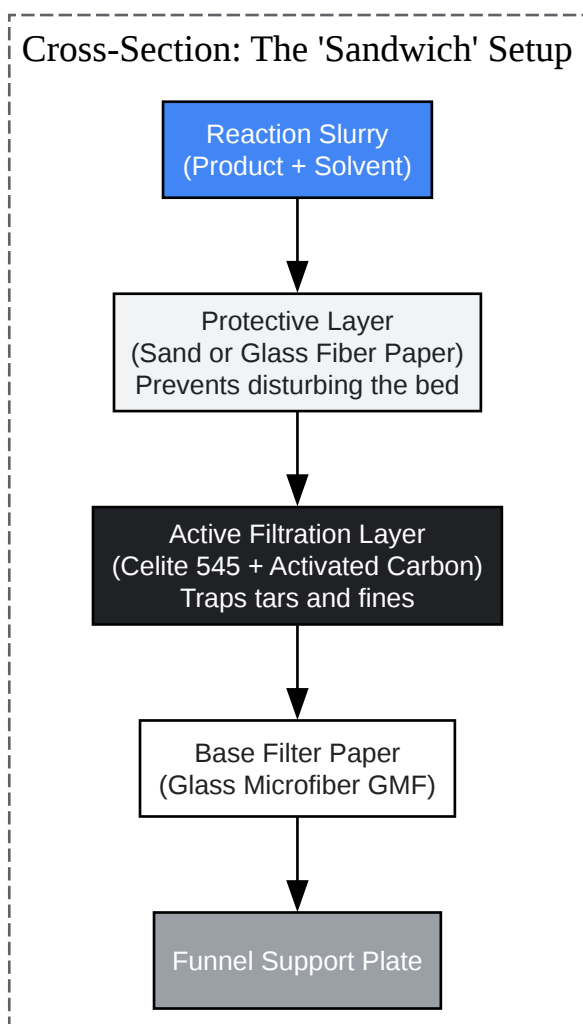 Cross-Section: The 'Sandwich' Setup
Reaction Slurry
(Product + Solvent)
Protective Layer
(Sand or Glass Fiber Paper)
Prevents disturbing the bed
Active Filtration Layer
(Celite 545 + Activated Carbon)
Traps tars and fines
Base Filter Paper
(Glass Microfiber GMF)
Funnel Support Plate